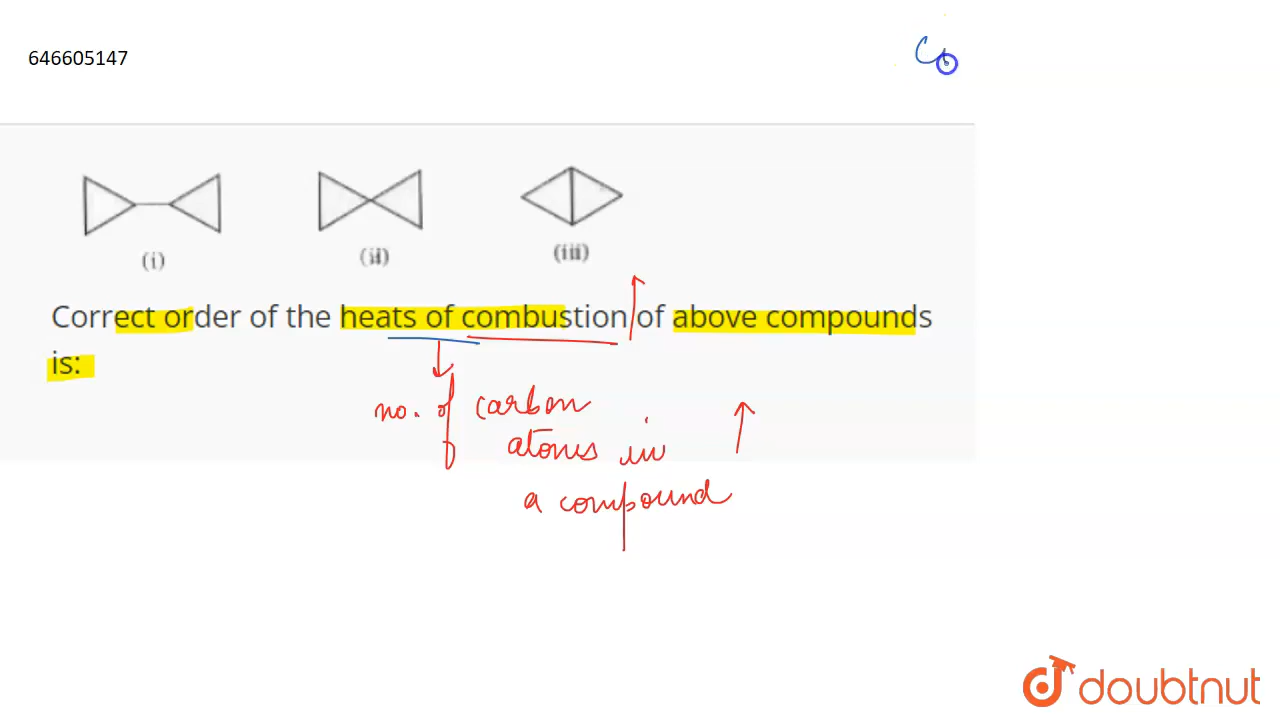 646605147
(i) (ii) (iii)
Correct order of the heats of combustion of above compounds
is:
no. of carbon
atoms in
a compound
doubtnut